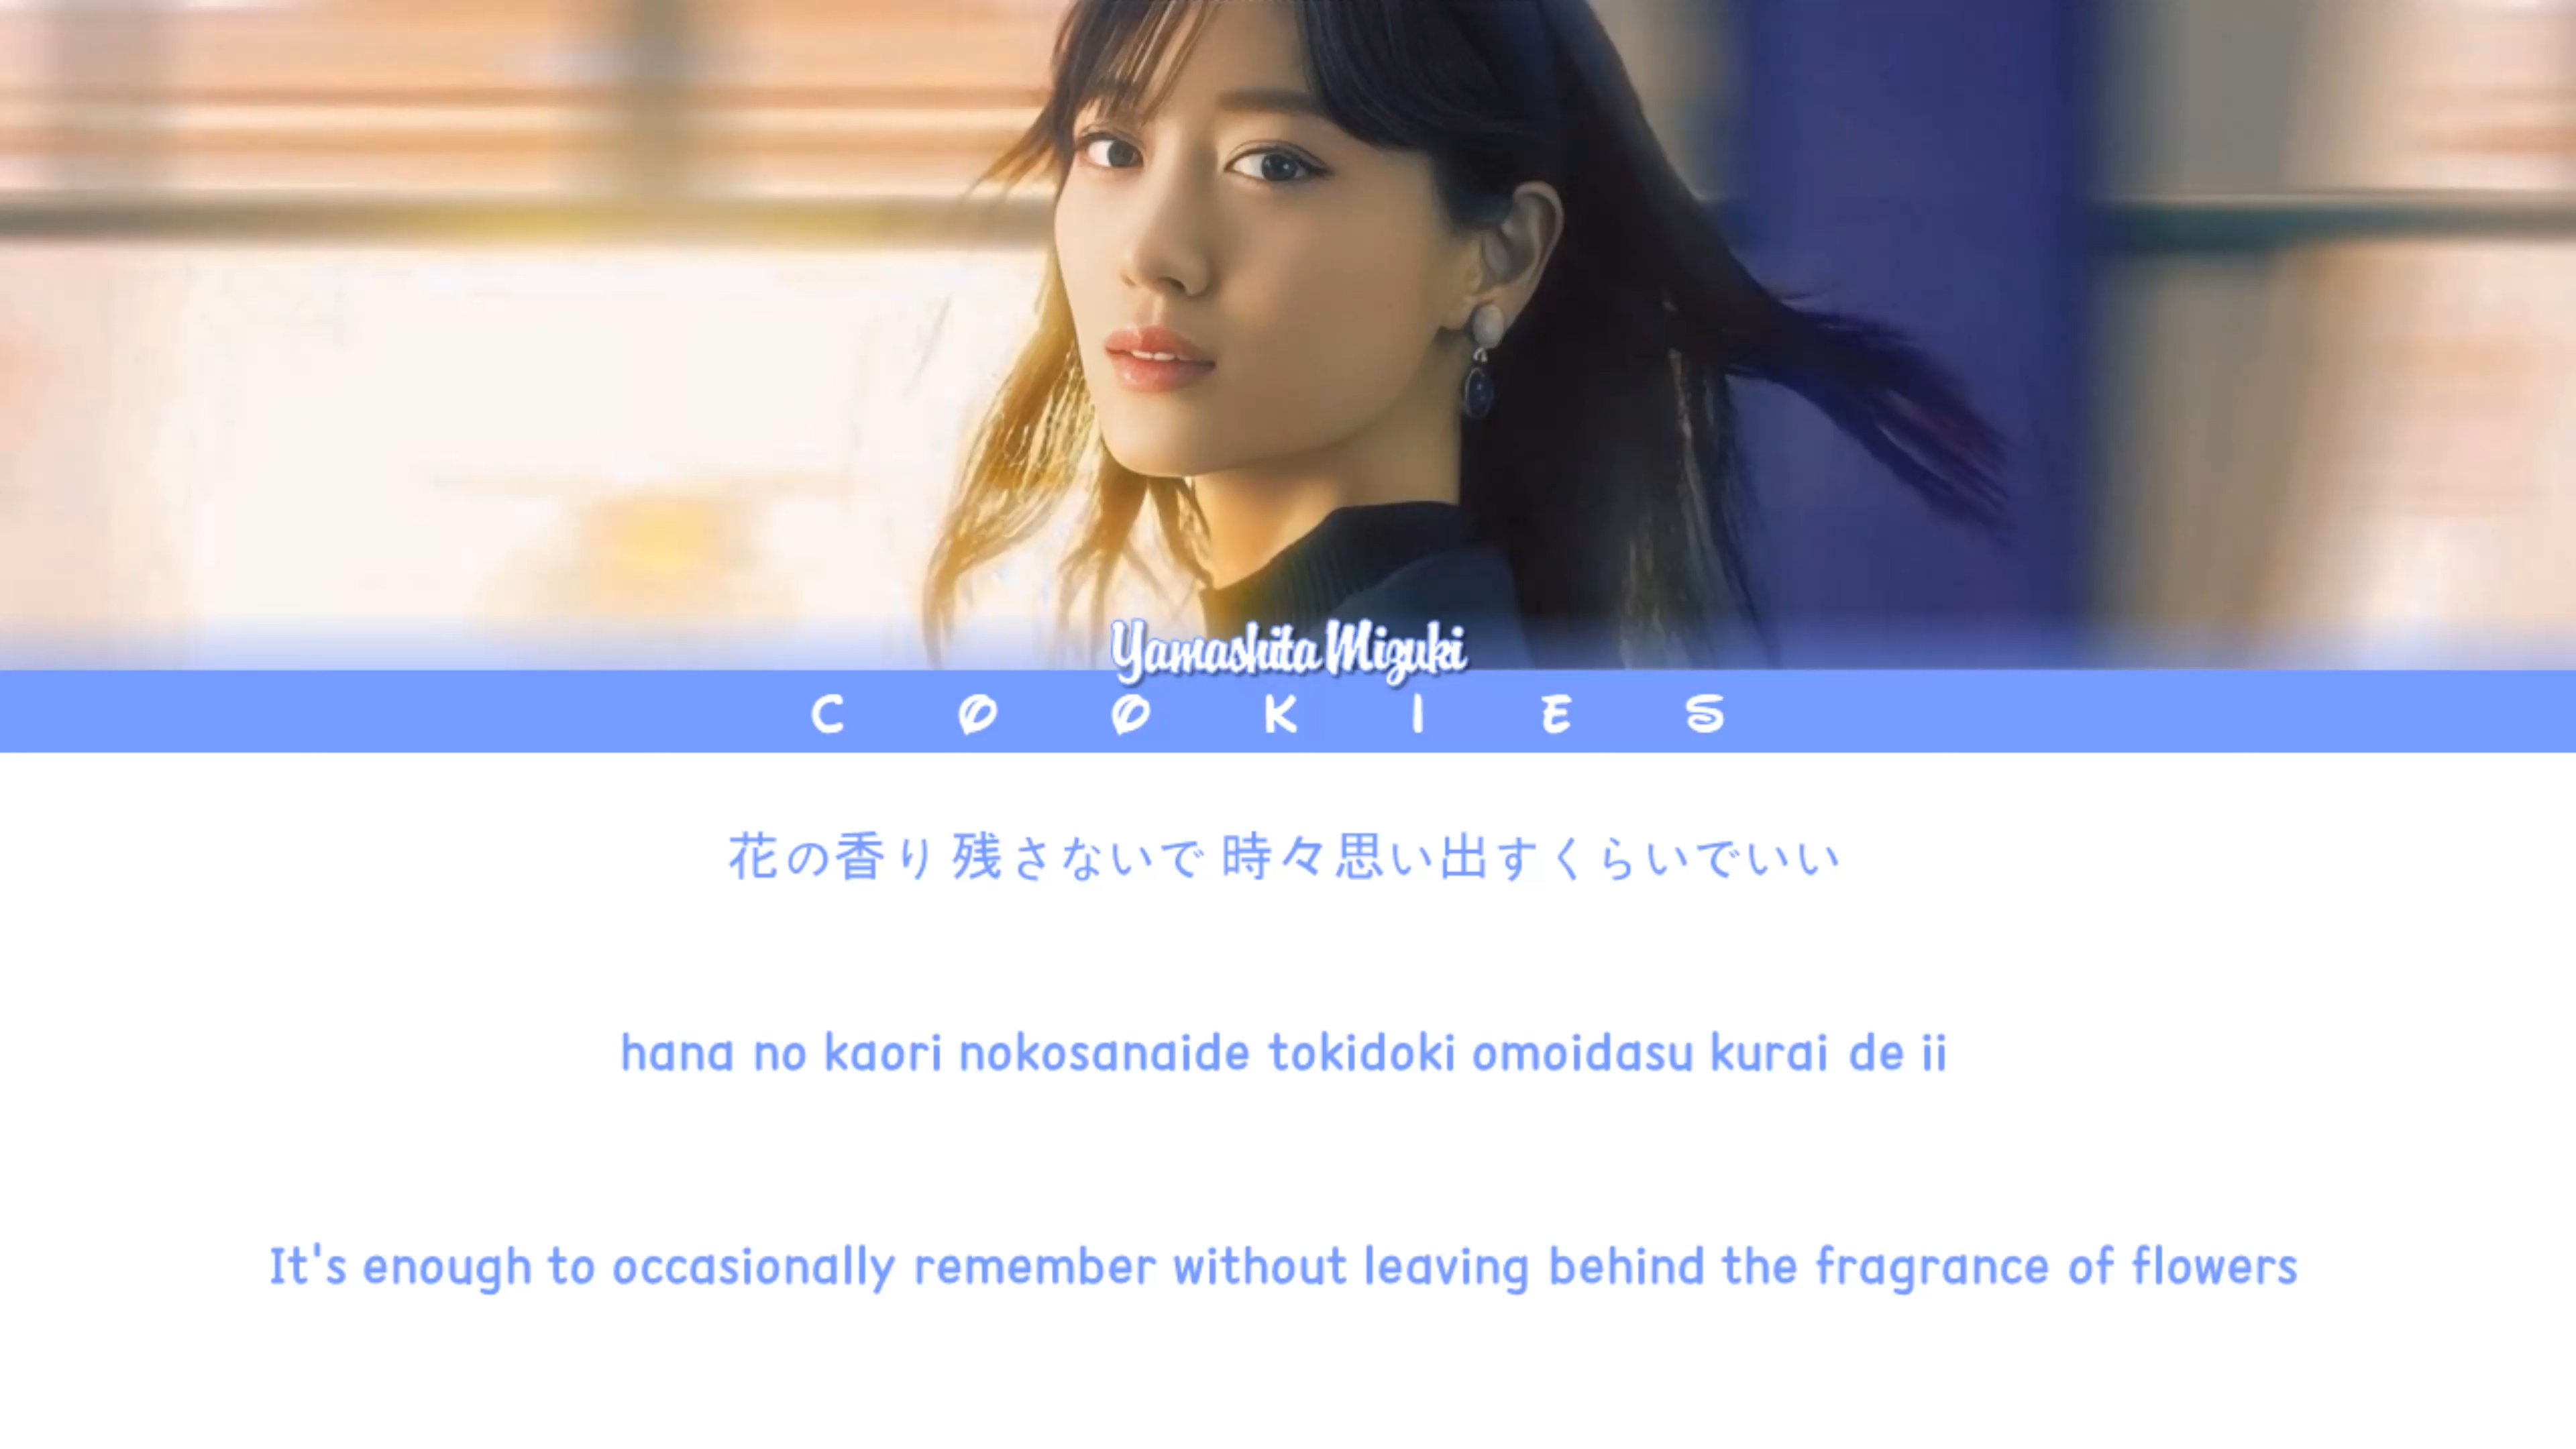 Yamashita Mizuki
COOKIES
花の香り 残さないで 時々思い出すくらいでいい
hana no kaori nokosanaide tokidoki omoidasu kurai de ii
It's enough to occasionally remember without leaving behind the fragrance of flowers